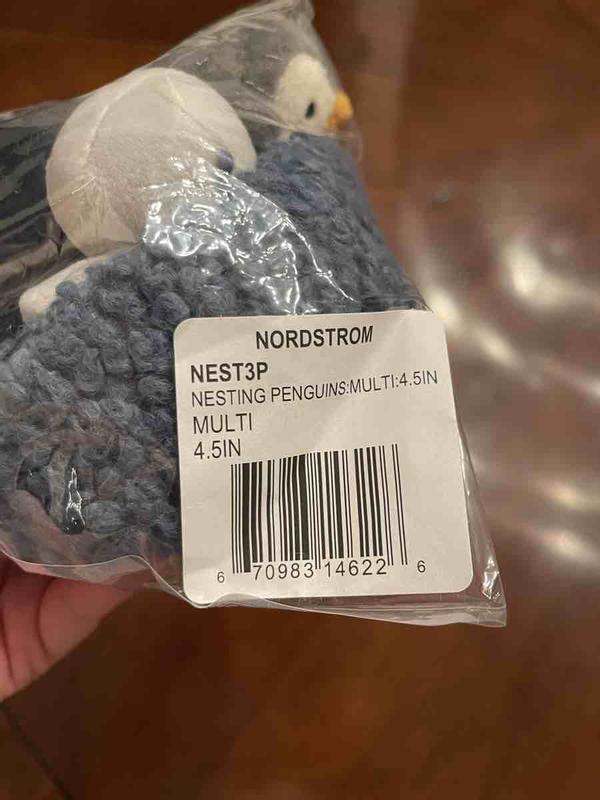 NORDSTROM
NEST3P
NESTING PENGUINS:MULTI:4.5IN
MULTI
4.5IN
6 70983 14622 6